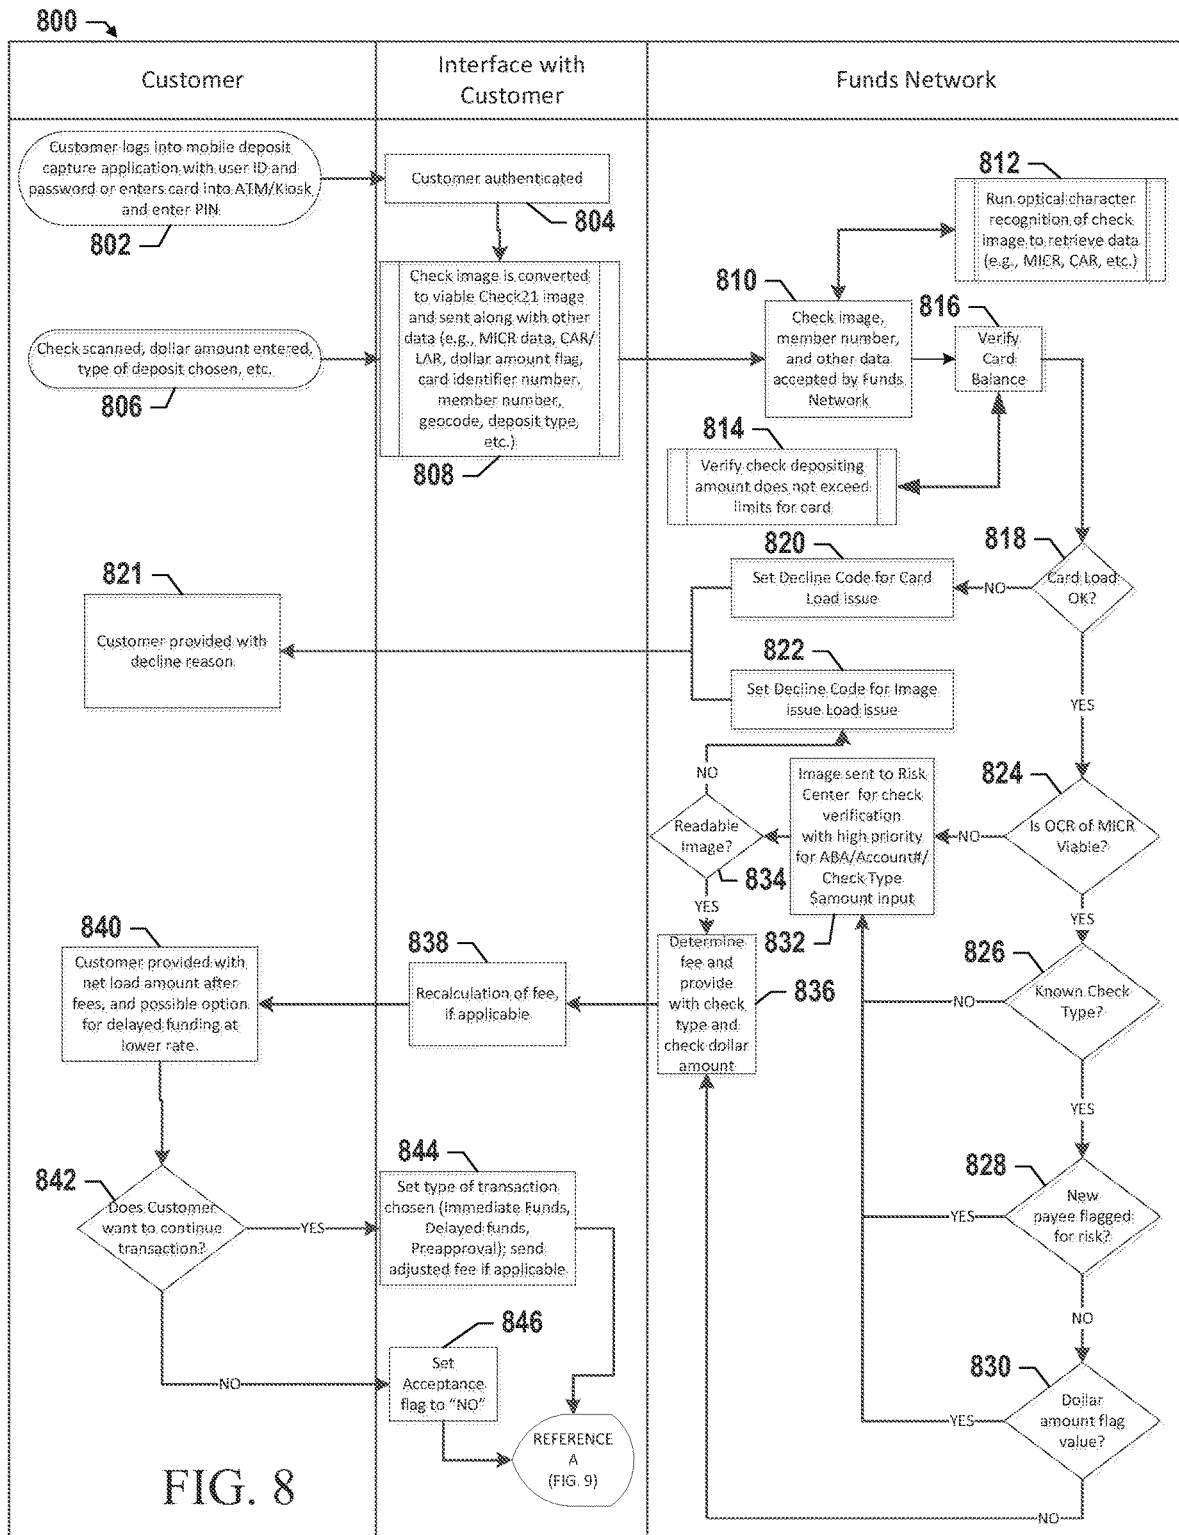 800
Customer
Interface with
Customer
Funds Network
Customer logs into mobile deposit
capture application with user ID and
password or enters card into ATM/Kiosk
and enter PIN.
802
Customer authenticated
804
812
Run optical character
recognition of check
image to retrieve data
(e.g., MICR, CAR, etc.)
Check scanned, dollar amount entered,
type of deposit chosen, etc.
806
Check image is converted
to viable Check21 image
and sent along with other
data (e.g., MICR data, CAR/
LAR, dollar amount flag,
card identifier number,
member number,
geocode, deposit type,
etc.)
808
810
Check image,
member number,
and other data
accepted by Funds
Network
816
Verify
Card
Balance
814
Verify check depositing
amount does not exceed
limits for card
818
Card Load
OK?
NO
820
Set Decline Code for Card
Load issue
821
Customer provided with
decline reason
822
Set Decline Code for Image
issue Load issue
YES
824
Is OCR of MICR
Viable?
NO
Image sent to Risk
Center for check
verification
with high priority
for ABA/Account#/
Check Type
$amount input
832
NO
Readable
Image?
834
YES
YES
826
Known Check
Type?
NO
Determine
fee and
provide
with check
type and
check dollar
amount
836
838
Recalculation of fee,
if applicable
840
Customer provided with
net load amount after
fees, and possible option
for delayed funding at
lower rate.
YES
828
New
payee flagged
for risk?
YES
842
Does Customer
want to continue
transaction?
YES
844
Set type of transaction
chosen (Immediate Funds,
Delayed funds,
Preapproval); send
adjusted fee if applicable
NO
830
Dollar
amount flag
value?
YES
NO
846
Set
Acceptance
flag to "NO"
NO
REFERENCE
A
(FIG. 9)
FIG. 8